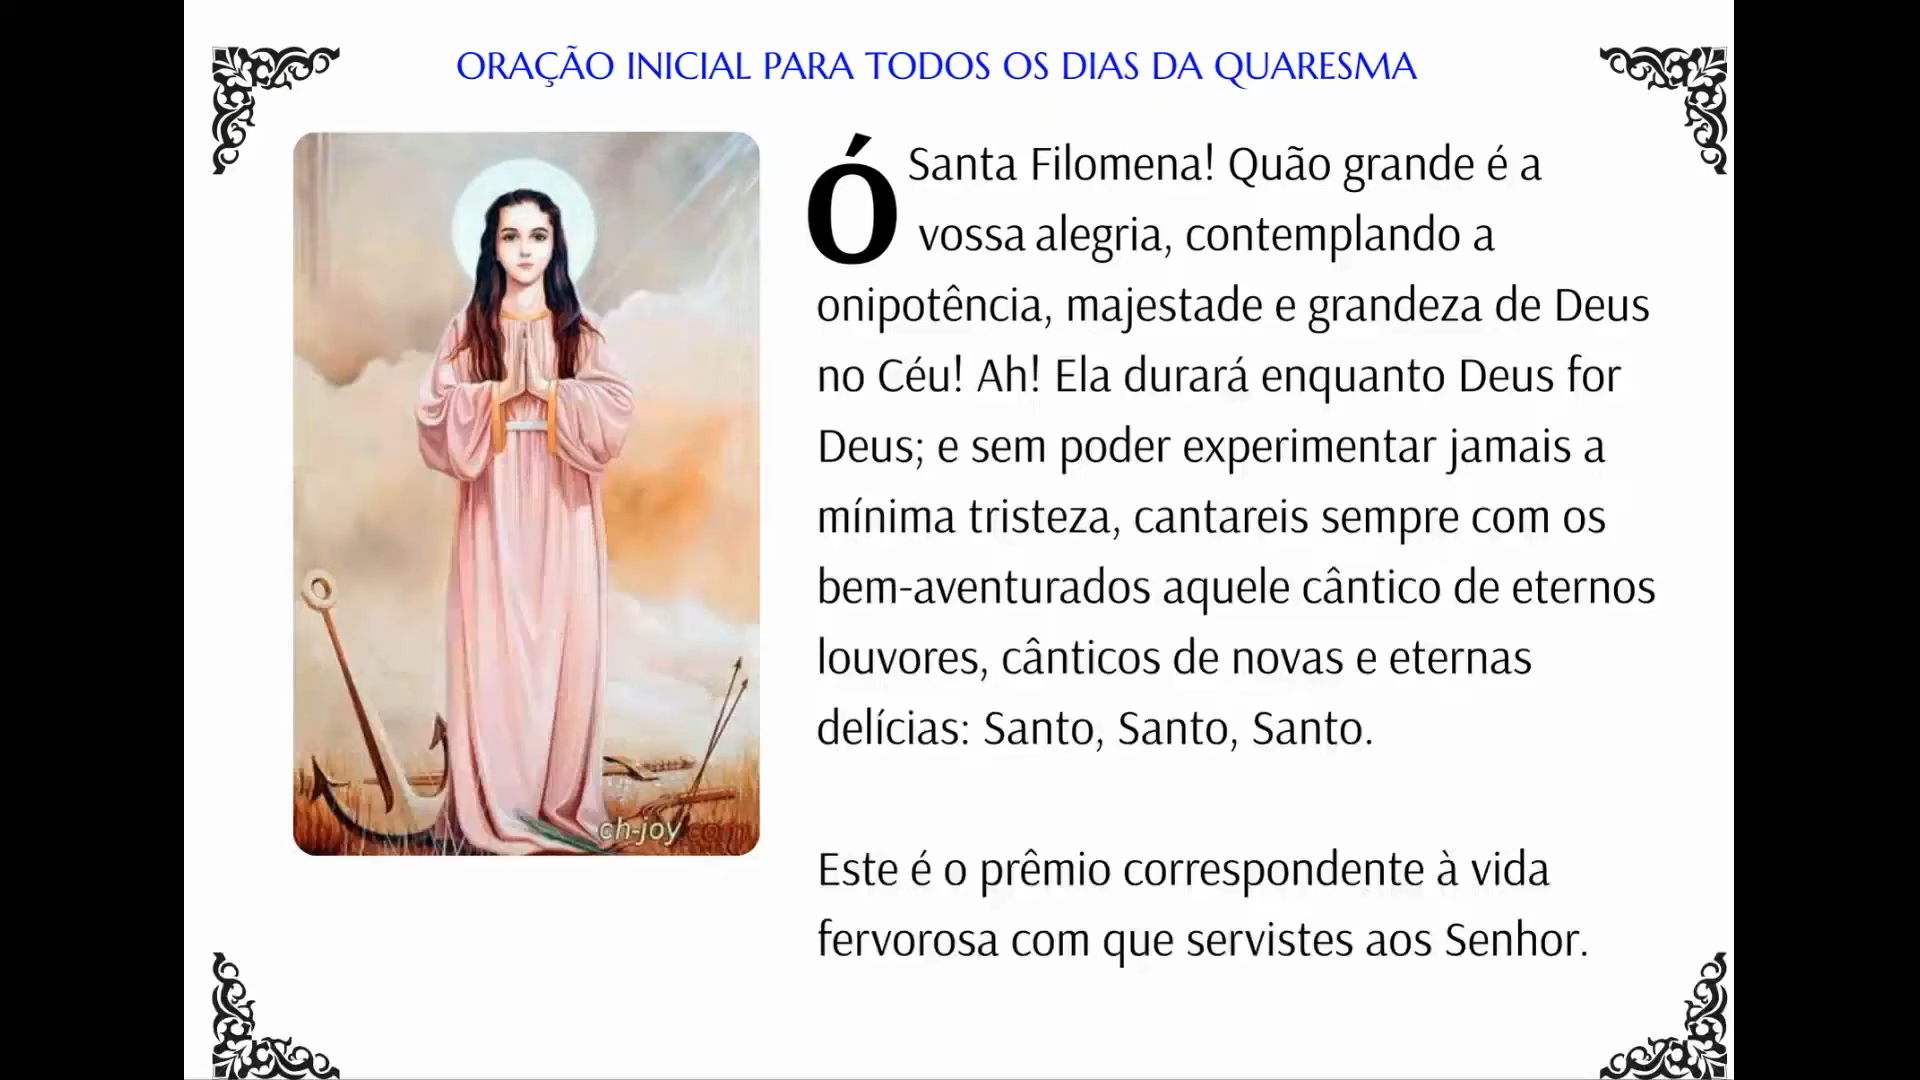 ORAÇÃO INICIAL PARA TODOS OS DIAS DA QUARESMA
Ó Santa Filomena! Quão grande é a
vossa alegria, contemplando a
onipotência, majestade e grandeza de Deus
no Céu! Ah! Ela durará enquanto Deus for
Deus; e sem poder experimentar jamais a
mínima tristeza, cantareis sempre com os
bem-aventurados aquele cântico de eternos
louvores, cânticos de novas e eternas
delícias: Santo, Santo, Santo.
Este é o prêmio correspondente à vida
fervorosa com que servistes aos Senhor.
ch-joy.com